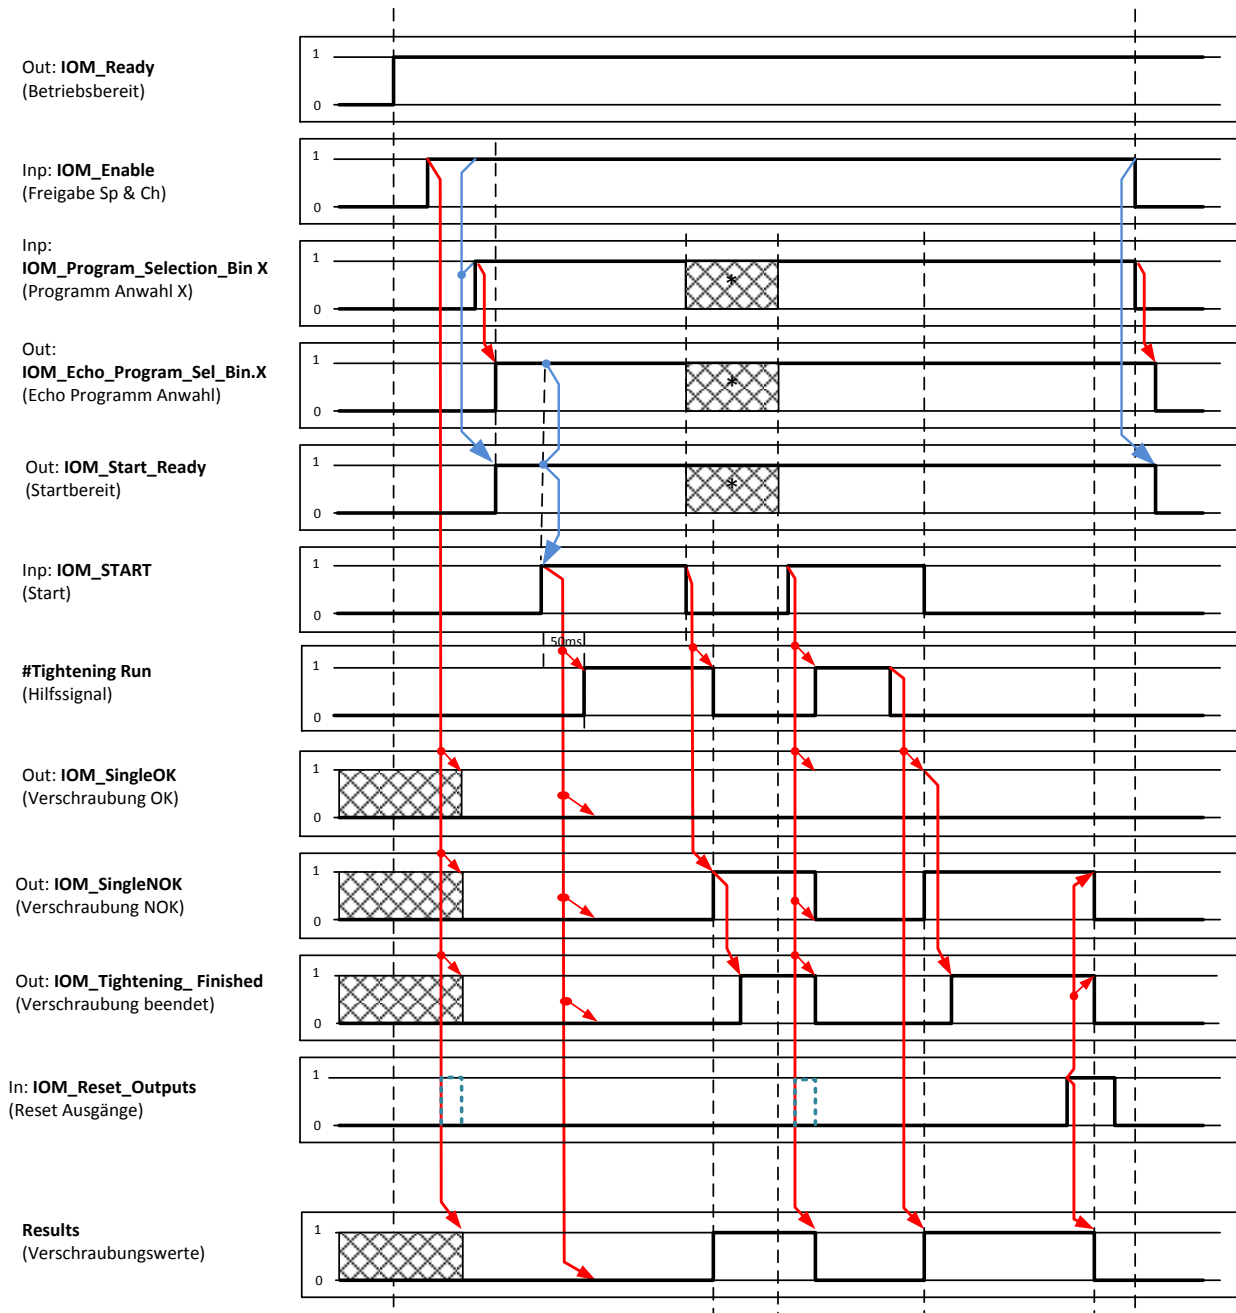 Out: IOM_Ready
(Betriebsbereit)
1
0
Inp: IOM_Enable
(Freigabe Sp & Ch)
1
0
Inp:
IOM_Program_Selection_Bin X
(Programm Anwahl X)
1
0
*
Out:
IOM_Echo_Program_Sel_Bin.X
(Echo Programm Anwahl)
1
0
*
Out: IOM_Start_Ready
(Startbereit)
1
0
*
Inp: IOM_START
(Start)
1
0
50ms
#Tightening Run
(Hilfssignal)
1
0
Out: IOM_SingleOK
(Verschraubung OK)
1
0
Out: IOM_SingleNOK
(Verschraubung NOK)
1
0
Out: IOM_Tightening_ Finished
(Verschraubung beendet)
1
0
In: IOM_Reset_Outputs
(Reset Ausgänge)
1
0
Results
(Verschraubungswerte)
1
0